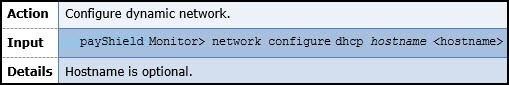 Action Configure dynamic network.
Input payShield Monitor> network configure dhcp hostname <hostname>
Details Hostname is optional.